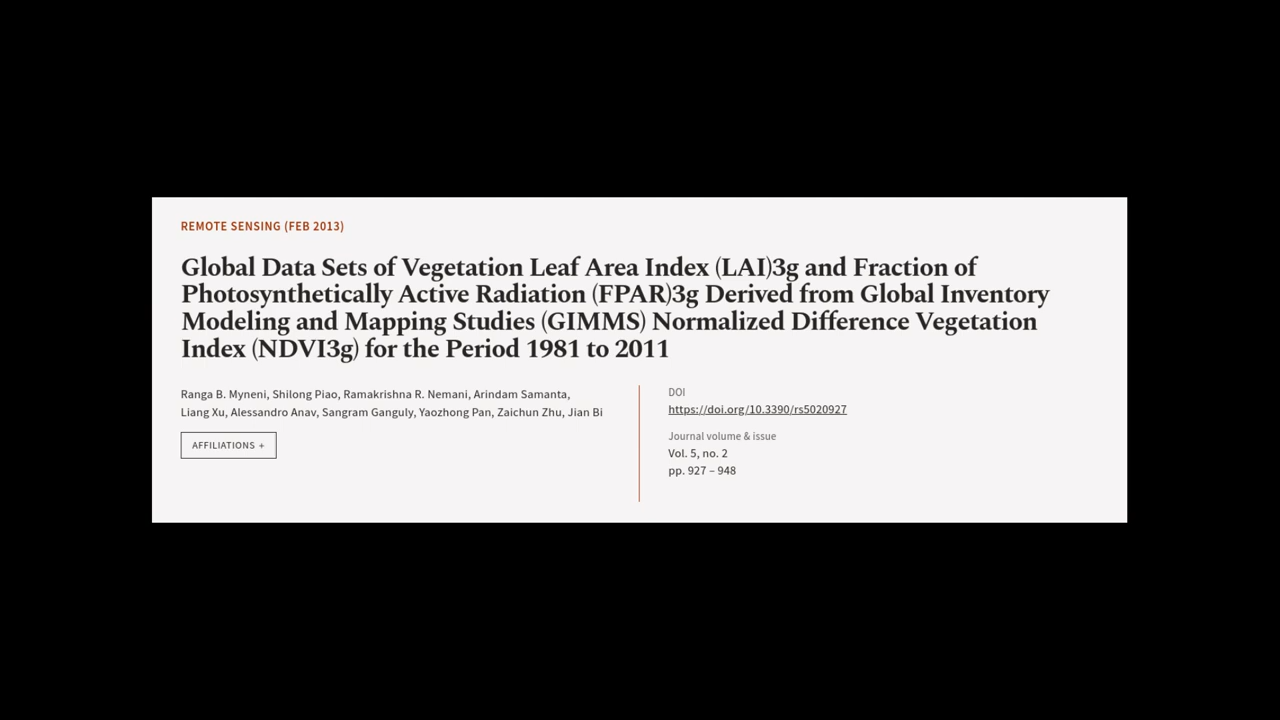 REMOTE SENSING (FEB 2013)
Global Data Sets of Vegetation Leaf Area Index (LAI)3g and Fraction of
Photosynthetically Active Radiation (FPAR)3g Derived from Global Inventory
Modeling and Mapping Studies (GIMMS) Normalized Difference Vegetation
Index (NDVI3g) for the Period 1981 to 2011
Ranga B. Myneni, Shilong Piao, Ramakrishna R. Nemani, Arindam Samanta,
Liang Xu, Alessandro Anav, Sangram Ganguly, Yaozhong Pan, Zaichun Zhu, Jian Bi
AFFILIATIONS +
DOI
https://doi.org/10.3390/rs5020927
Journal volume & issue
Vol. 5, no. 2
pp. 927 – 948